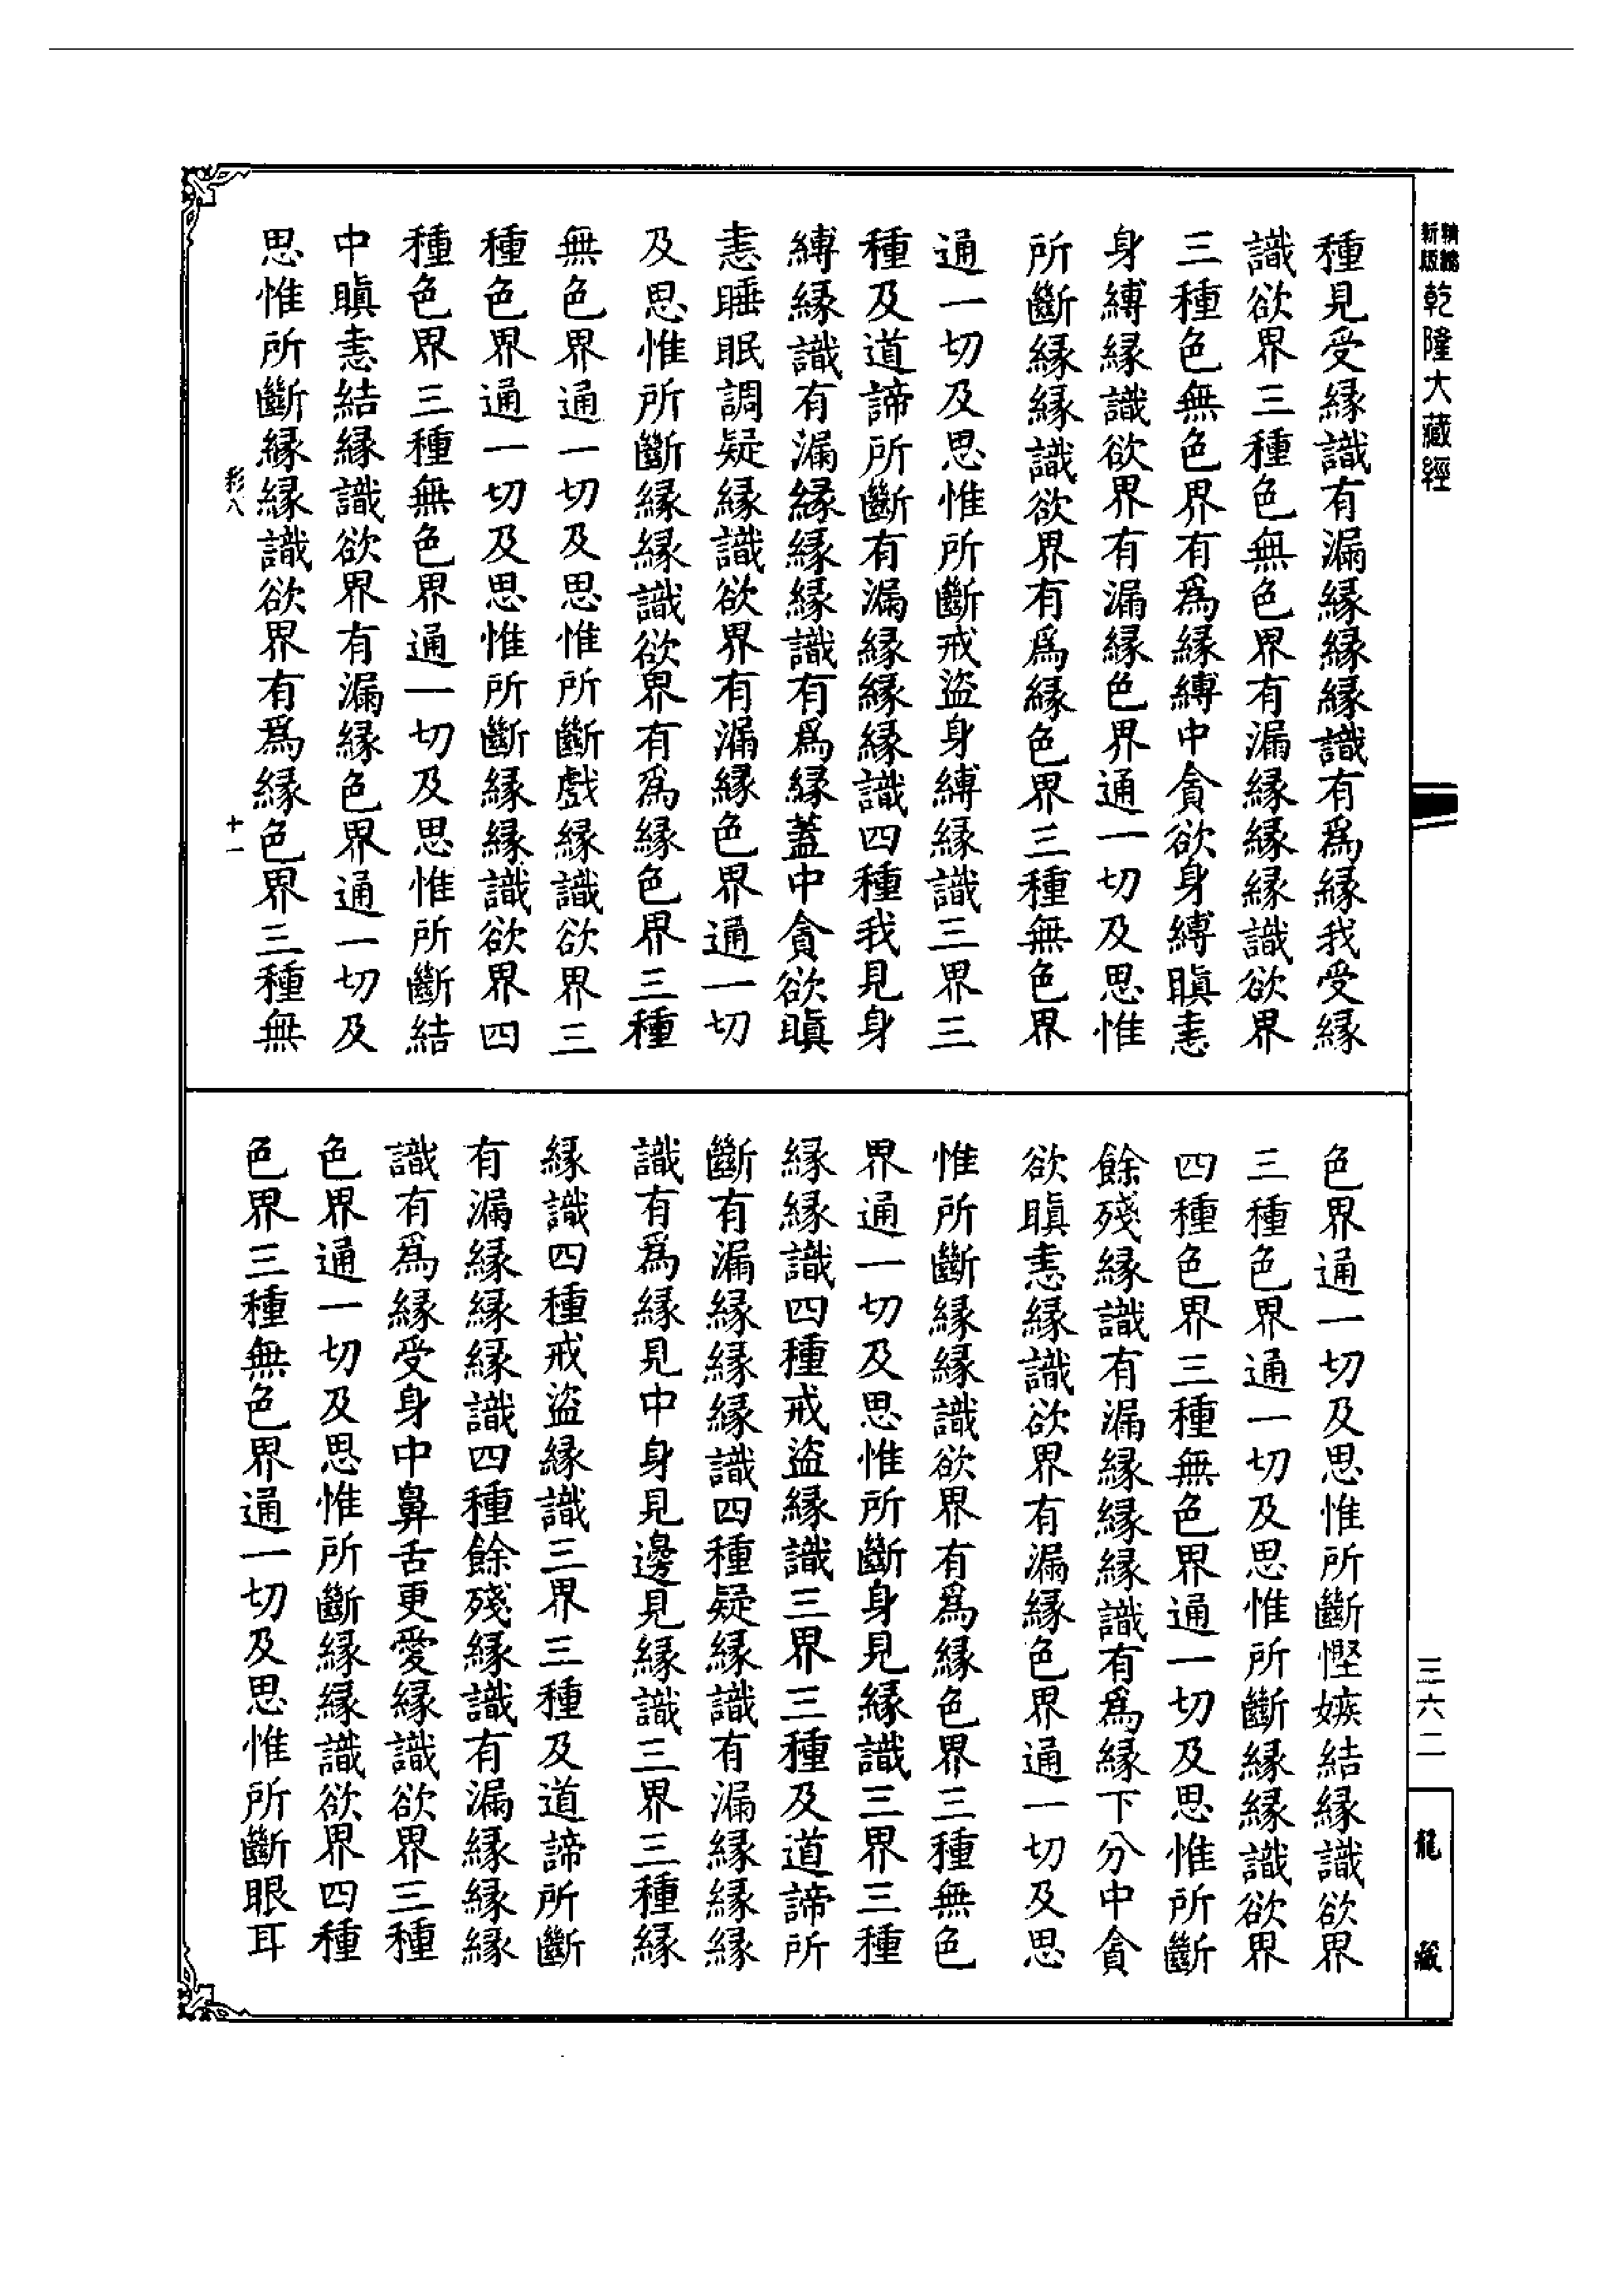 精繕
新版
乾隆大藏經
種見受緣識有漏緣緣緣識有爲緣我受緣
識欲界三種色無色界有漏緣緣緣識欲界
三種色無色界有爲緣縛中貪欲身縛瞋恚
身縛緣識欲界有漏緣色界通一切及思惟
所斷緣緣識欲界有爲緣色界三種無色界
通一切及思惟所斷戒盜身縛緣識三界三
種及道諦所斷有漏緣緣緣識四種我見身
縛緣識有漏緣緣緣識有爲緣蓋中貪欲瞋
恚睡眠調疑緣識欲界有漏緣色界通一切
及思惟所斷緣緣識欲界有爲緣色界三種
無色界通一切及思惟所斷戲緣識欲界三
種色界通一切及思惟所斷緣緣識欲界四
種色界三種無色界通一切及思惟所斷結
中瞋恚結緣識欲界有漏緣色界通一切及
思惟所斷緣緣識欲界有爲緣色界三種無
彩八
十一
色界通一切及思惟所斷慳嫉結緣識欲界
三種色界通一切及思惟所斷緣緣識欲界
四種色界三種無色界通一切及思惟所斷
餘殘緣識有漏緣緣緣識有爲緣下分中貪
欲瞋恚緣識欲界有漏緣色界通一切及思
惟所斷緣緣識欲界有爲緣色界三種無色
界通一切及思惟所斷身見緣識三界三種
緣緣識四種戒盜緣識三界三種及道諦所
斷有漏緣緣緣識四種疑緣識有漏緣緣緣
識有爲緣見中身見邊見緣識三界三種緣
緣識四種戒盜緣識三界三種及道諦所斷
有漏緣緣緣識四種餘殘緣識有漏緣緣緣
識有爲緣受身中鼻舌更愛緣識欲界三種
色界通一切及思惟所斷緣緣識欲界四種
色界三種無色界通一切及思惟所斷眼耳
三六二
龍
藏